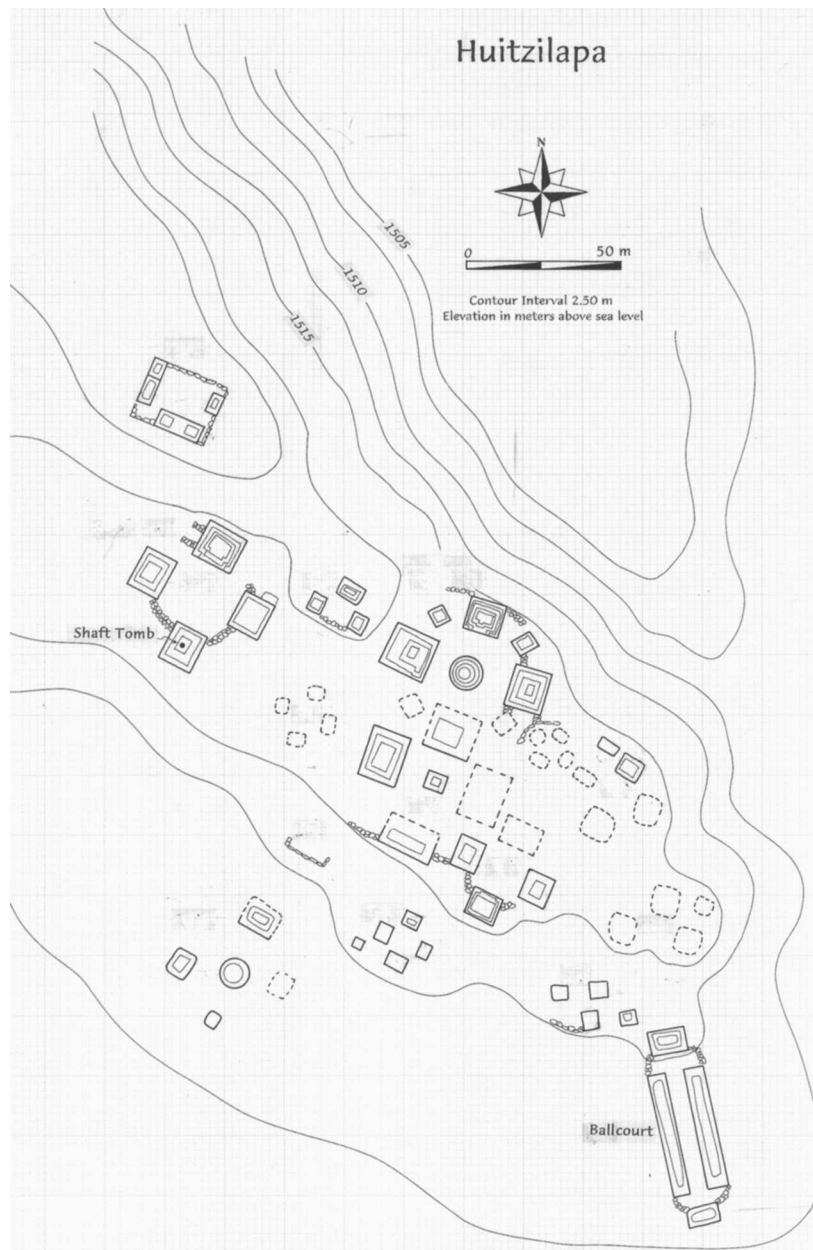 Huitzilapa
N
0 50 m
Contour Interval 2.50 m
Elevation in meters above sea level
1505
1510
1515
Shaft Tomb
Ballcourt